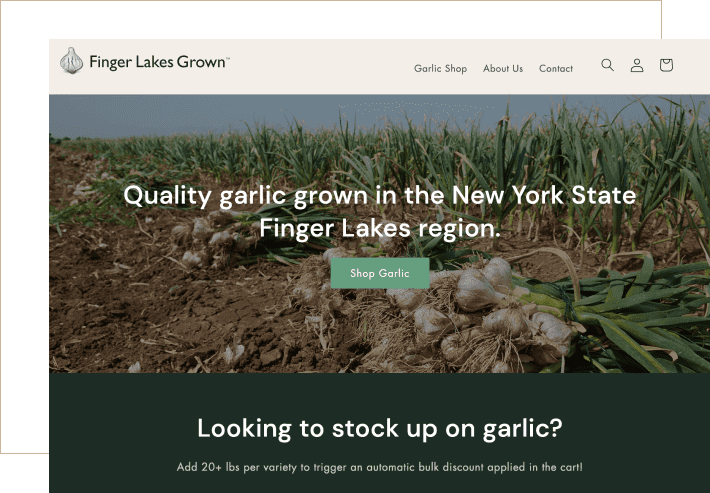 Finger Lakes Grown™
Garlic Shop About Us Contact
Quality garlic grown in the New York State
Finger Lakes region.
Shop Garlic
Looking to stock up on garlic?
Add 20+ lbs per variety to trigger an automatic bulk discount applied in the cart!